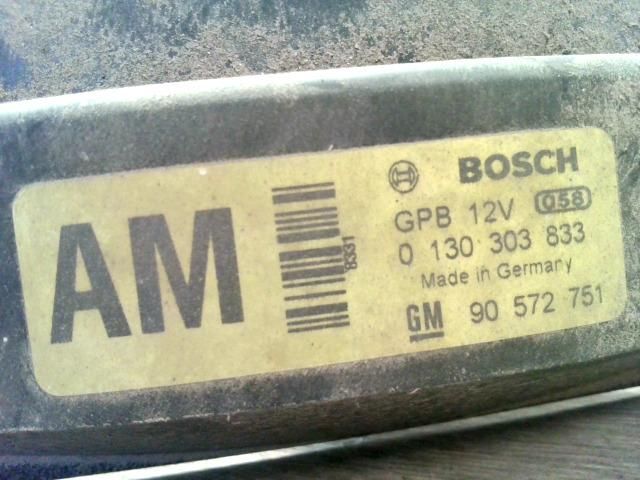 AM
8331
BOSCH
GPB 12V 058
0 130 303 833
Made in Germany
GM 90 572 751